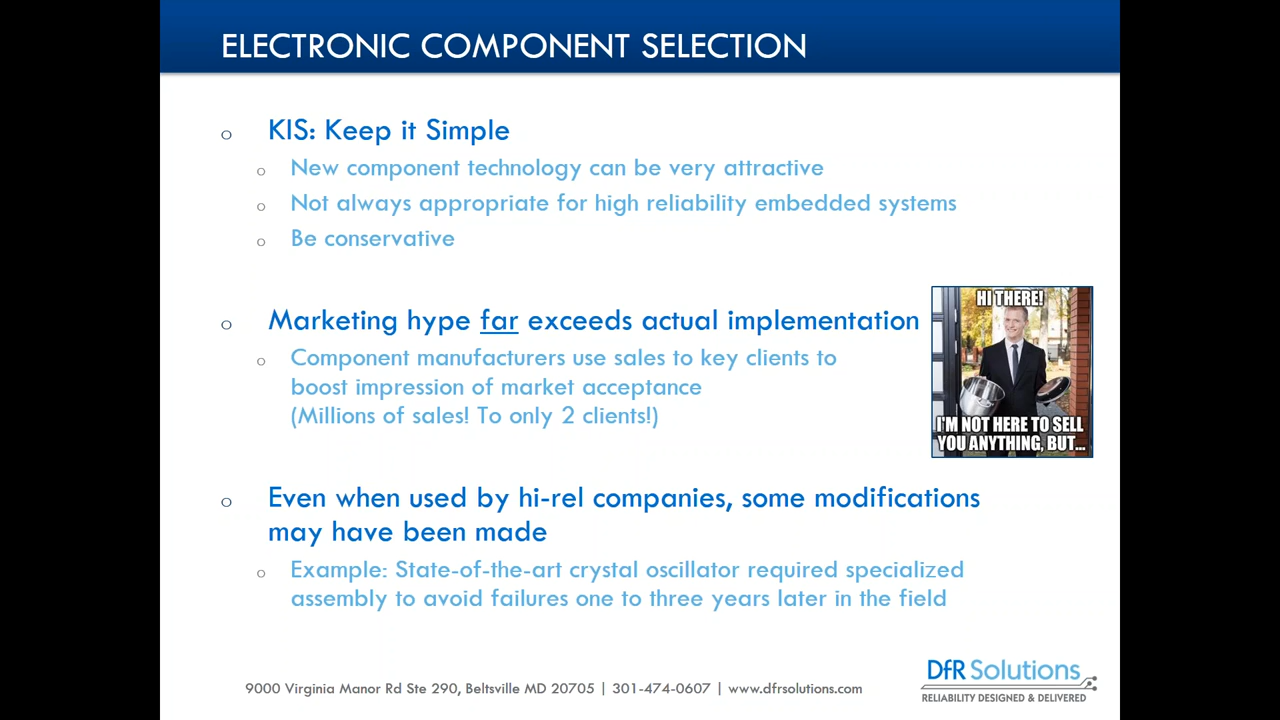 ELECTRONIC COMPONENT SELECTION
KIS: Keep it Simple
New component technology can be very attractive
Not always appropriate for high reliability embedded systems
Be conservative
Marketing hype far exceeds actual implementation
Component manufacturers use sales to key clients to
boost impression of market acceptance
(Millions of sales! To only 2 clients!)
HI THERE!
I'M NOT HERE TO SELL
YOU ANYTHING, BUT...
Even when used by hi-rel companies, some modifications
may have been made
Example: State-of-the-art crystal oscillator required specialized
assembly to avoid failures one to three years later in the field
9000 Virginia Manor Rd Ste 290, Beltsville MD 20705 | 301-474-0607 | www.dfrsolutions.com
DfR Solutions
RELIABILITY DESIGNED & DELIVERED